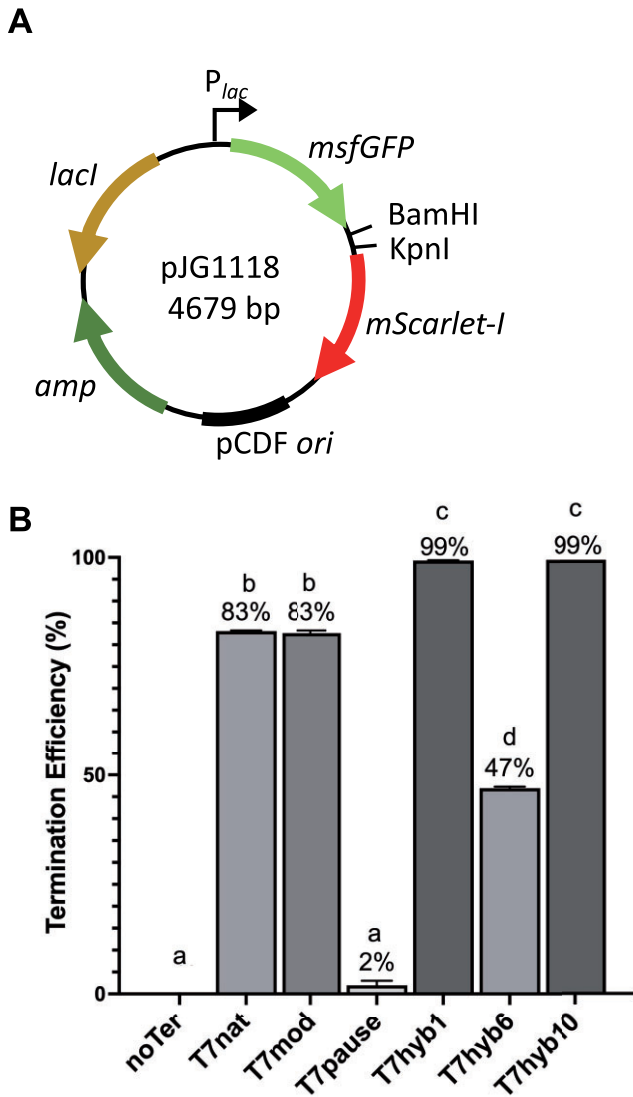 A
Plac
msfGFP
lacI
BamHI
KpnI
pJG1118
4679 bp
mScarlet-I
amp
pCDF ori
B
Termination Efficiency (%)
100
50
0
a
b
83%
b
83%
a
2%
c
99%
d
47%
c
99%
noTer
T7nat
T7mod
T7pause
T7hyb1
T7hyb6
T7hyb10